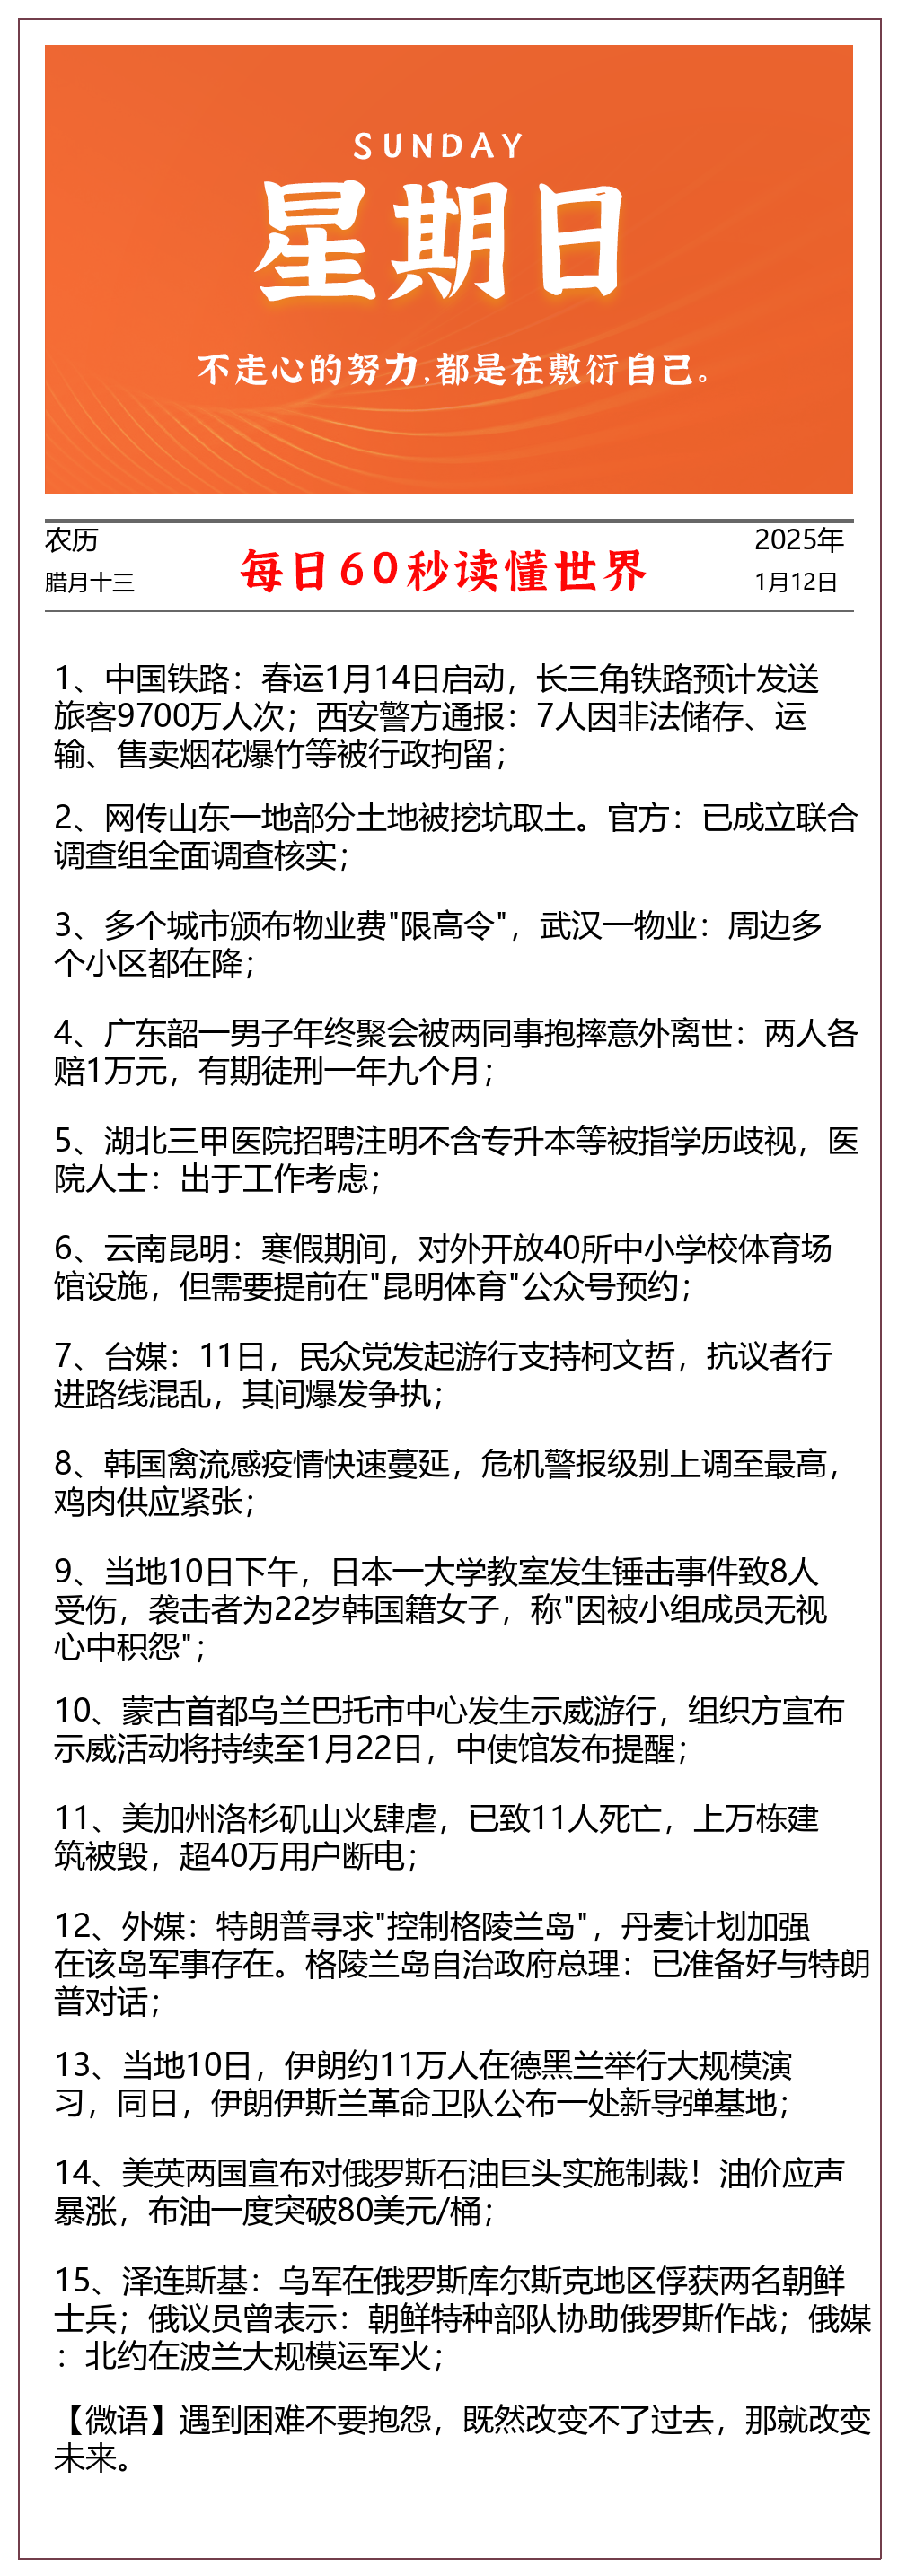 SUNDAY
星期日
不走心的努力,都是在敷衍自己。
农历
腊月十三
每日60秒读懂世界
2025年
1月12日
1、中国铁路：春运1月14日启动，长三角铁路预计发送
旅客9700万人次；西安警方通报：7人因非法储存、运
输、售卖烟花爆竹等被行政拘留；
2、网传山东一地部分土地被挖坑取土。官方：已成立联合
调查组全面调查核实；
3、多个城市颁布物业费"限高令"，武汉一物业：周边多
个小区都在降；
4、广东韶一男子年终聚会被两同事抱摔意外离世：两人各
赔1万元，有期徒刑一年九个月；
5、湖北三甲医院招聘注明不含专升本等被指学历歧视，医
院人士：出于工作考虑；
6、云南昆明：寒假期间，对外开放40所中小学校体育场
馆设施，但需要提前在"昆明体育"公众号预约；
7、台媒：11日，民众党发起游行支持柯文哲，抗议者行
进路线混乱，其间爆发争执；
8、韩国禽流感疫情快速蔓延，危机警报级别上调至最高，
鸡肉供应紧张；
9、当地10日下午，日本一大学教室发生锤击事件致8人
受伤，袭击者为22岁韩国籍女子，称"因被小组成员无视
心中积怨"；
10、蒙古首都乌兰巴托市中心发生示威游行，组织方宣布
示威活动将持续至1月22日，中使馆发布提醒；
11、美加州洛杉矶山火肆虐，已致11人死亡，上万栋建
筑被毁，超40万用户断电；
12、外媒：特朗普寻求"控制格陵兰岛"，丹麦计划加强
在该岛军事存在。格陵兰岛自治政府总理：已准备好与特朗
普对话；
13、当地10日，伊朗约11万人在德黑兰举行大规模演
习，同日，伊朗伊斯兰革命卫队公布一处新导弹基地；
14、美英两国宣布对俄罗斯石油巨头实施制裁！油价应声
暴涨，布油一度突破80美元/桶；
15、泽连斯基：乌军在俄罗斯库尔斯克地区俘获两名朝鲜
士兵；俄议员曾表示：朝鲜特种部队协助俄罗斯作战；俄媒
：北约在波兰大规模运军火；
【微语】遇到困难不要抱怨，既然改变不了过去，那就改变
未来。